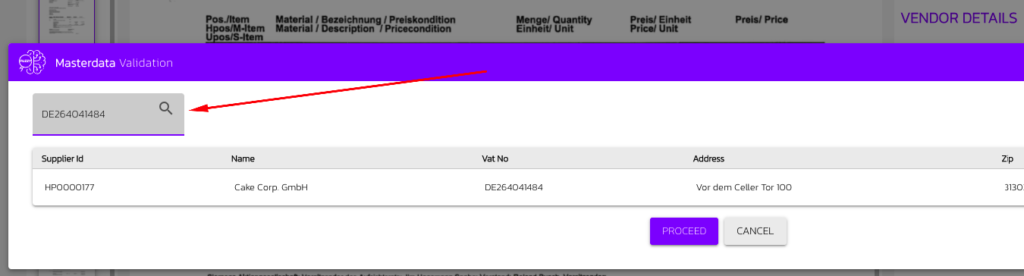 Pos./Item Material / Bezeichnung / Preiskondition Menge/ Quantity Preis/ Einheit Preis/ Price
Hpos/M-Item Material / Description / Pricecondition Einheit/ Unit Price/ Unit
Upos/S-Item
VENDOR DETAILS
Masterdata Validation
DE264041484
Supplier Id Name Vat No Address Zip
HP0000177 Cake Corp. GmbH DE264041484 Vor dem Celler Tor 100
PROCEED CANCEL